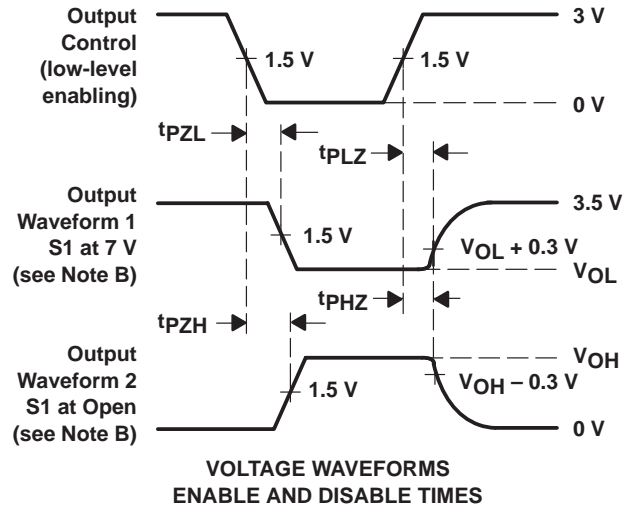 Output
Control
(low-level
enabling)
1.5 V
1.5 V
3 V
0 V
tPZL
tPLZ
Output
Waveform 1
S1 at 7 V
(see Note B)
1.5 V
3.5 V
VOL + 0.3 V
VOL
tPHZ
tPZH
Output
Waveform 2
S1 at Open
(see Note B)
1.5 V
VOH
VOH – 0.3 V
0 V
VOLTAGE WAVEFORMS
ENABLE AND DISABLE TIMES